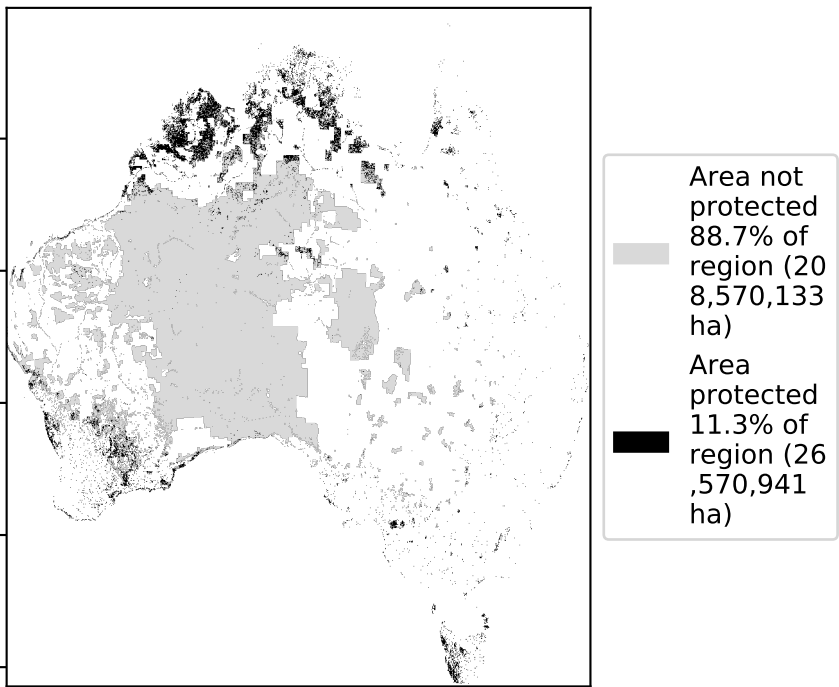 Area not
protected
88.7% of
region (20
8,570,133
ha)
Area
protected
11.3% of
region (26
,570,941
ha)